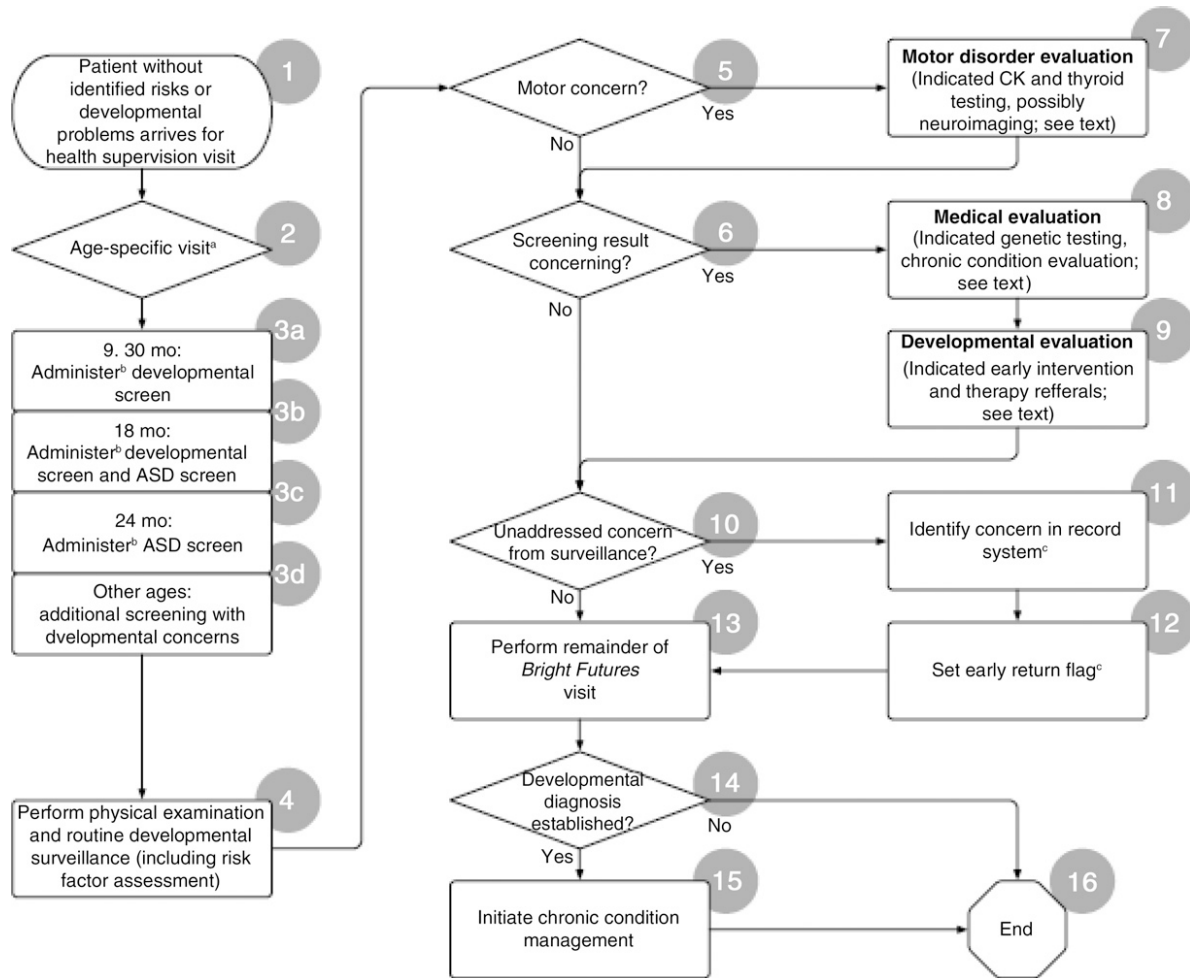 1
Patient without
identified risks or
developmental
problems arrives for
health supervision visit
2
Age-specific visitᵃ
3a
9. 30 mo:
Administerᵇ developmental
screen
3b
18 mo:
Administerᵇ developmental
screen and ASD screen
3c
24 mo:
Administerᵇ ASD screen
3d
Other ages:
additional screening with
dvelopmental concerns
4
Perform physical examination
and routine developmental
surveillance (including risk
factor assessment)
5
Motor concern?
Yes
No
7
Motor disorder evaluation
(Indicated CK and thyroid
testing, possibly
neuroimaging; see text)
6
Screening result
concerning?
Yes
No
8
Medical evaluation
(Indicated genetic testing,
chronic condition evaluation;
see text)
9
Developmental evaluation
(Indicated early intervention
and therapy refferals;
see text)
10
Unaddressed concern
from surveillance?
Yes
No
11
Identify concern in record
systemᶜ
12
Set early return flagᶜ
13
Perform remainder of
Bright Futures
visit
14
Developmental
diagnosis
established?
No
Yes
15
Initiate chronic condition
management
16
End